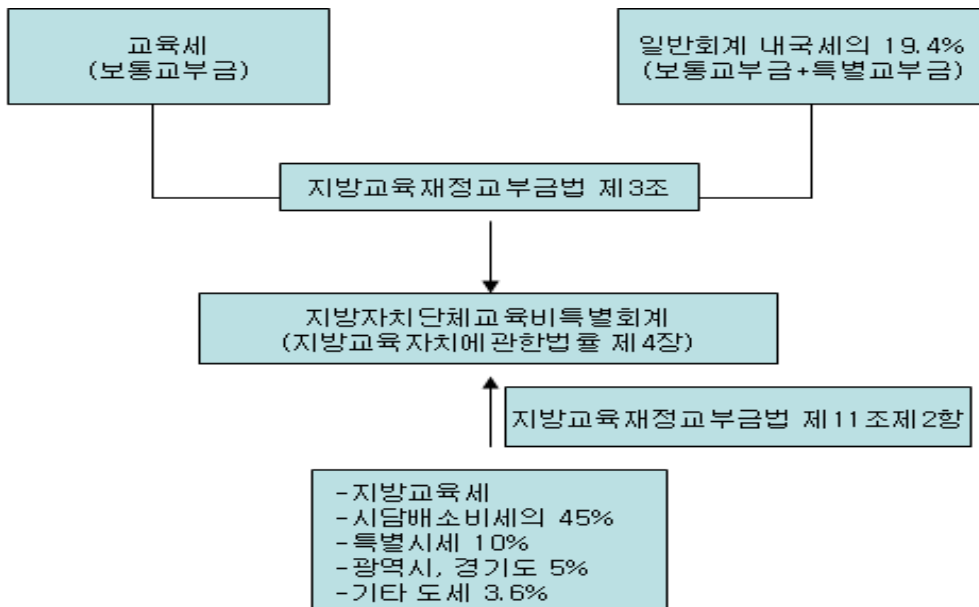 교육세
(보통교부금)
일반회계 내국세의 19.4%
(보통교부금+특별교부금)
지방교육재정교부금법 제3조
지방자치단체교육비특별회계
(지방교육자치에관한법률 제4장)
지방교육재정교부금법 제11조제2항
-지방교육세
-시담배소비세의 45%
-특별시세 10%
-광역시, 경기도 5%
-기타 도세 3.6%